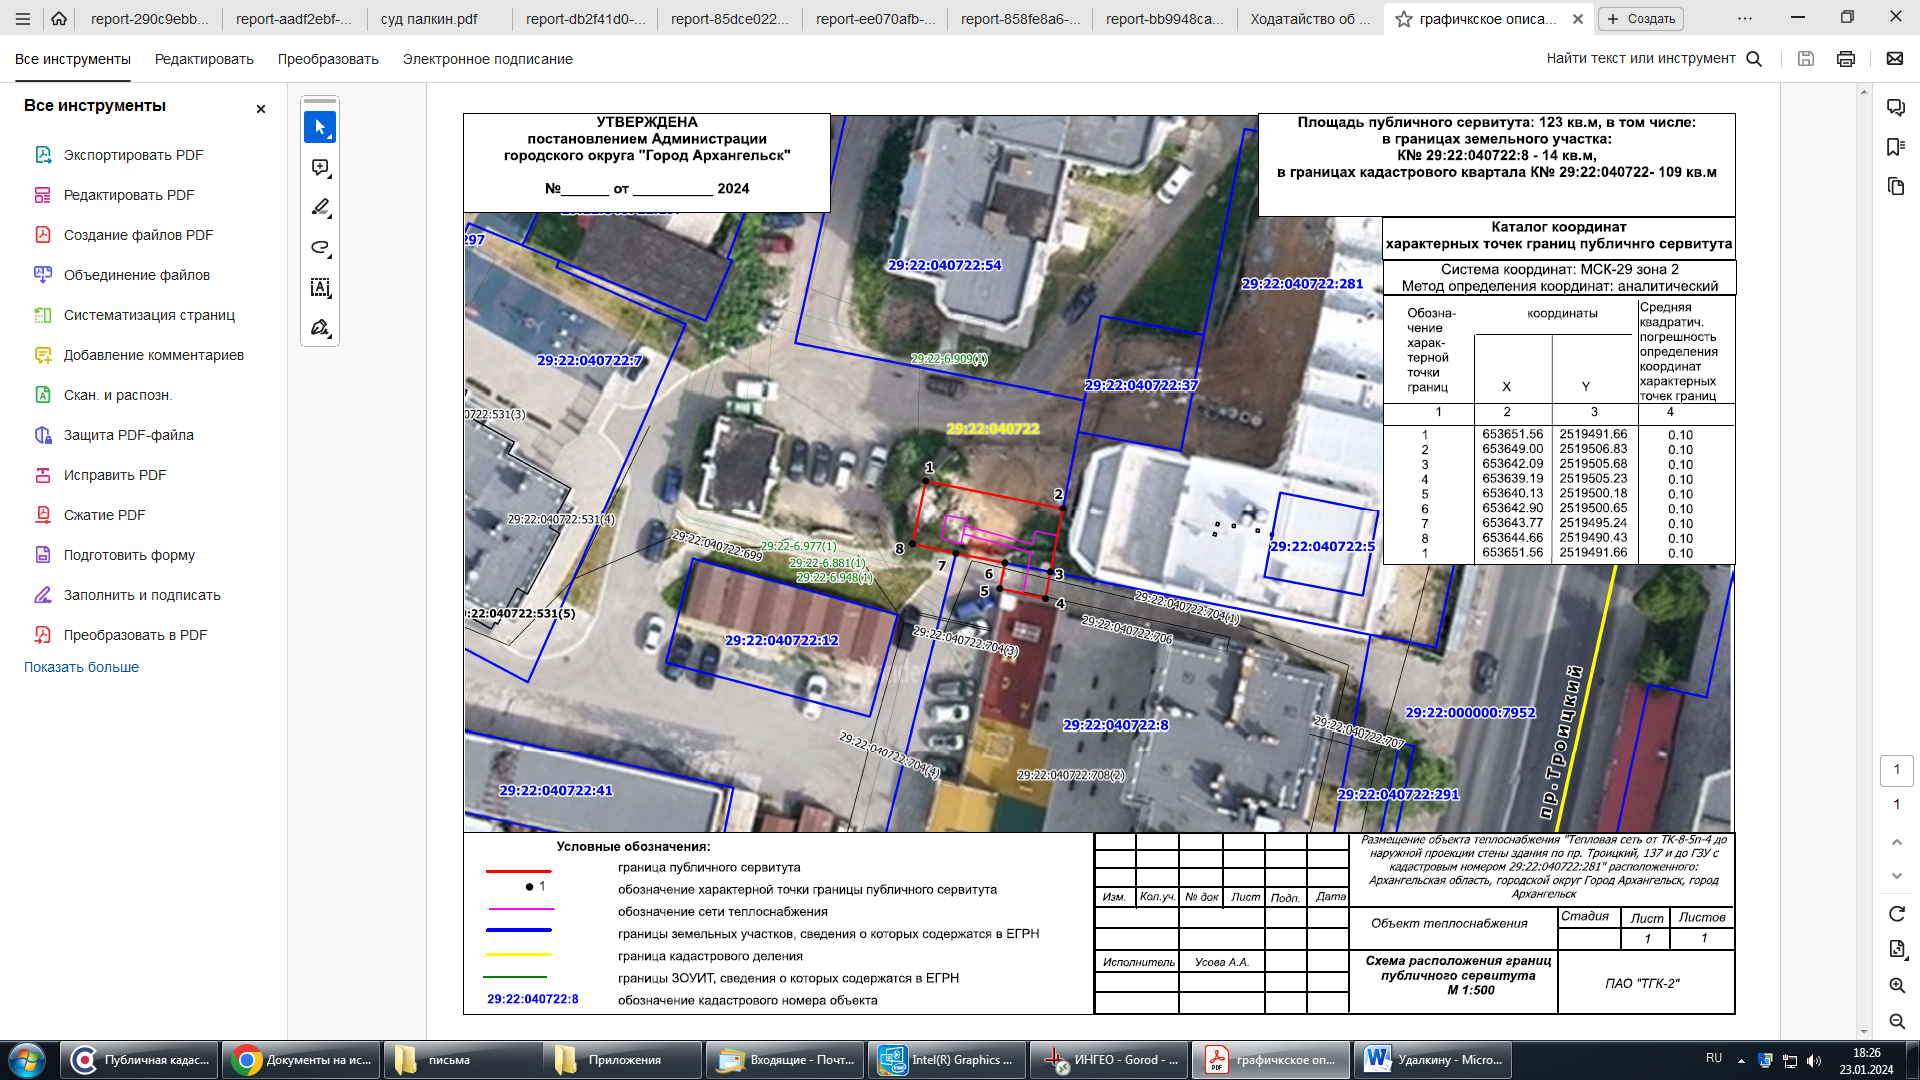 report-290c9ebb...
report-aadf2ebf-...
суд палкин.pdf
report-db2f41d0-...
report-85dce022...
report-ee070afb-...
report-858fe8a6-...
report-bb9948ca...
Ходатайство об ...
графичкское описа...
Создать
Все инструменты
Редактировать
Преобразовать
Электронное подписание
Найти текст или инструмент
Все инструменты
Экспортировать PDF
Редактировать PDF
Создание файлов PDF
Объединение файлов
Систематизация страниц
Добавление комментариев
Скан. и распозн.
Защита PDF-файла
Исправить PDF
Сжатие PDF
Подготовить форму
Заполнить и подписать
Преобразовать в PDF
Показать больше
УТВЕРЖДЕНА
постановлением Администрации
городского округа "Город Архангельск"
№______ от __________ 2024
Площадь публичного сервитута: 123 кв.м, в том числе:
в границах земельного участка:
К№ 29:22:040722:8 - 14 кв.м,
в границах кадастрового квартала К№ 29:22:040722- 109 кв.м
Каталог координат
характерных точек границ публичнго сервитута
Система координат: МСК-29 зона 2
Метод определения координат: аналитический
Обозна-
чение
харак-
терной
точки
границ
координаты
X Y
Средняя
квадратич.
погрешность
определения
координат
характерных
точек границ
1 2 3 4
1 653651.56 2519491.66 0.10
2 653649.00 2519506.83 0.10
3 653642.09 2519505.68 0.10
4 653639.19 2519505.23 0.10
5 653640.13 2519500.18 0.10
6 653642.90 2519500.65 0.10
7 653643.77 2519495.24 0.10
8 653644.66 2519490.43 0.10
1 653651.56 2519491.66 0.10
297
29:22:040722:54
29:22:040722:281
29:22:040722:7
29:22-6.909(1)
29:22:040722:37
0722:531(3)
29:22:040722
1
2
29:22:040722:531(4)
29:22:040722:699
29:22-6.977(1)
29:22-6.881(1)
29:22-6.948(1)
8
7
6
5
3
4
29:22:040722:5
:22:040722:531(5)
29:22:040722:12
29:22:040722:704(3)
29:22:040722:704(1)
29:22:040722:706
29:22:040722:8
29:22:040722:704(4)
29:22:040722:708(2)
29:22:040722:707
29:22:000000:7952
29:22:040722:291
29:22:040722:41
пр.Троицкий
Условные обозначения:
граница публичного сервитута
1 обозначение характерной точки границы публичного сервитута
обозначение сети теплоснабжения
границы земельных участков, сведения о которых содержатся в ЕГРН
граница кадастрового деления
границы ЗОУИТ, сведения о которых содержатся в ЕГРН
29:22:040722:8 обозначение кадастрового номера объекта
Изм. Кол.уч. № док Лист Подп. Дата
Исполнитель Усова А.А.
Размещение объекта теплоснабжения "Тепловая сеть от ТК-8-5п-4 до
наружной проекции стены здания по пр. Троицкий, 137 и до ГЗУ с
кадастровым номером 29:22:040722:281" расположенного:
Архангельская область, городской округ Город Архангельск, город
Архангельск
Объект теплоснабжения
Стадия Лист Листов
1 1
Схема расположения границ
публичного сервитута
М 1:500
ПАО "ТГК-2"
1
1
Публичная кадас...
Документы на ис...
письма
Приложения
Входящие - Почт...
Intel(R) Graphics ...
ИНГЕО - Gorod - ...
графичкское оп...
Удалкину - Micro...
RU
18:26
23.01.2024